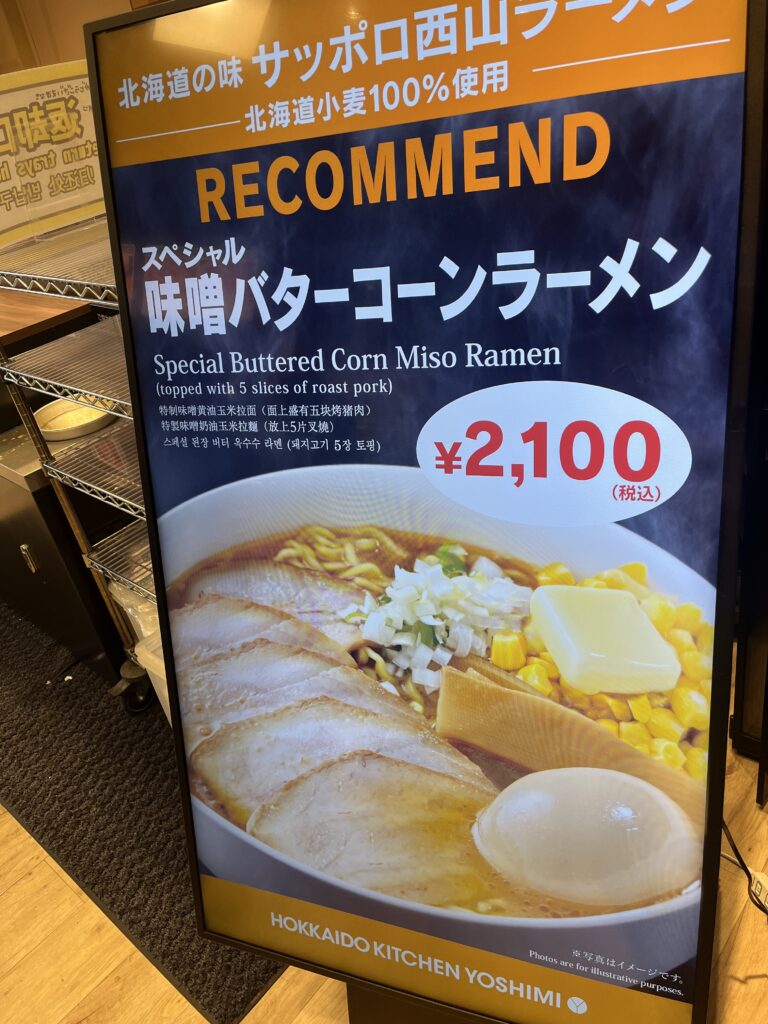 北海道の味 サッポロ西山ラーメン
北海道小麦100%使用
RECOMMEND
スペシャル
味噌バターコーンラーメン
Special Buttered Corn Miso Ramen
(topped with 5 slices of roast pork)
特制味噌黄油玉米拉面（面上盛有五块烤猪肉）
特製味噌奶油玉米拉麵（放上5片叉燒）
스페셜 된장 버터 옥수수 라멘 (돼지고기 5장 토핑)
¥2,100
(税込)
HOKKAIDO KITCHEN YOSHIMI
※写真はイメージです。
Photos are for illustrative purposes.
返却口